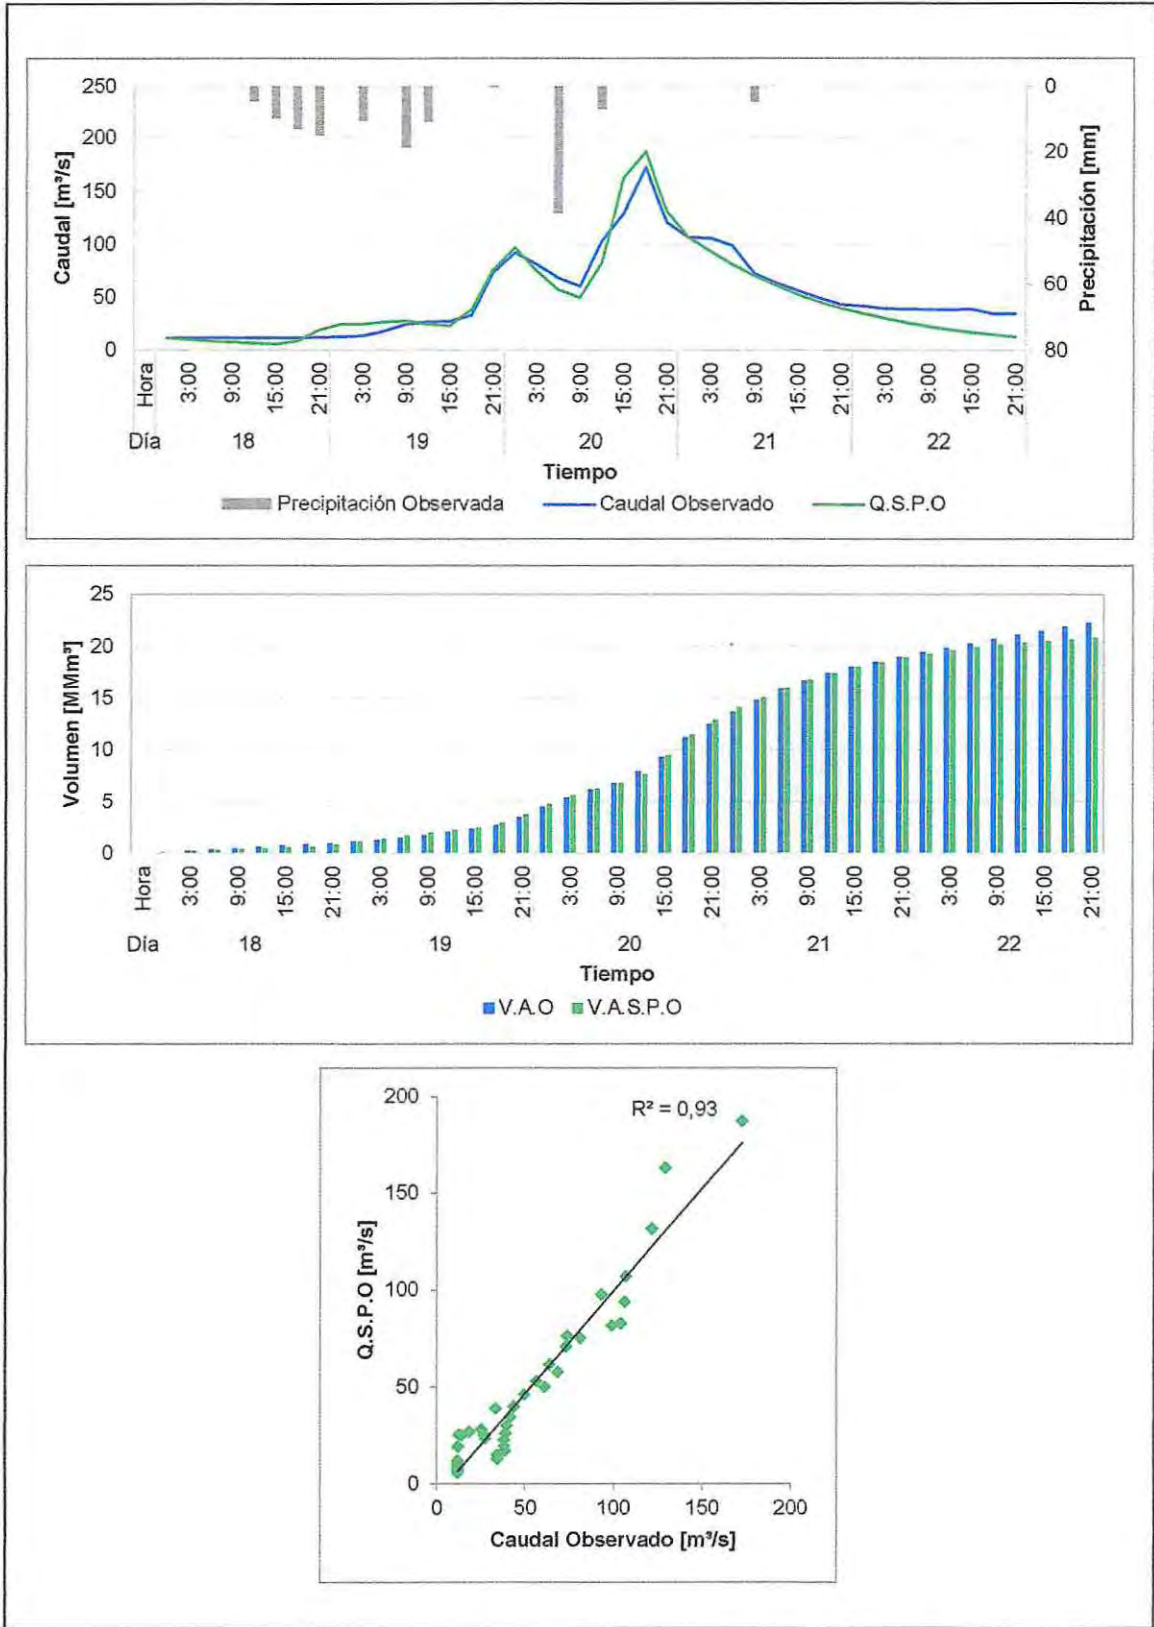 250
200
150
100
50
0
Caudal [m³/s]
0
20
40
60
80
Precipitación [mm]
Hora 3:00 9:00 15:00 21:00 3:00 9:00 15:00 21:00 3:00 9:00 15:00 21:00 3:00 9:00 15:00 21:00 3:00 9:00 15:00 21:00
Día 18 19 20 21 22
Tiempo
Precipitación Observada Caudal Observado Q.S.P.O
25
20
15
10
5
0
Volumen [MMm³]
Hora 3:00 9:00 15:00 21:00 3:00 9:00 15:00 21:00 3:00 9:00 15:00 21:00 3:00 9:00 15:00 21:00 3:00 9:00 15:00 21:00
Día 18 19 20 21 22
Tiempo
V.A.O V.A.S.P.O
200
150
100
50
0
Q.S.P.O [m³/s]
R² = 0,93
0 50 100 150 200
Caudal Observado [m³/s]